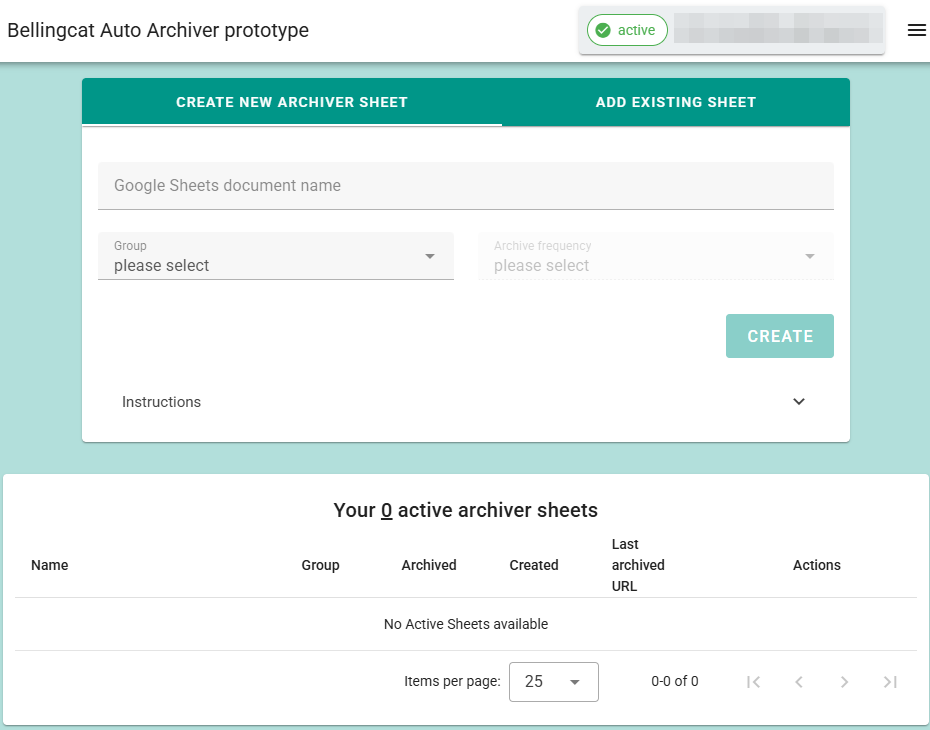 Bellingcat Auto Archiver prototype
active
CREATE NEW ARCHIVER SHEET
ADD EXISTING SHEET
Google Sheets document name
Group
please select
Archive frequency
please select
CREATE
Instructions
Your 0 active archiver sheets
Name
Group
Archived
Created
Last
archived
URL
Actions
No Active Sheets available
Items per page:
25
0-0 of 0